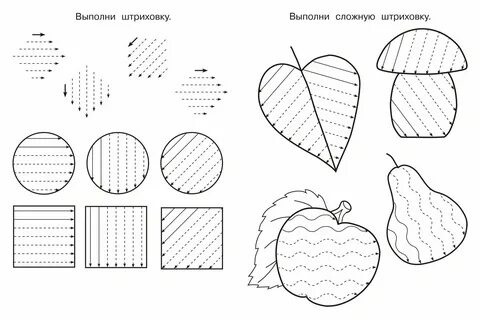 Выполни штриховку.
Выполни сложную штриховку.